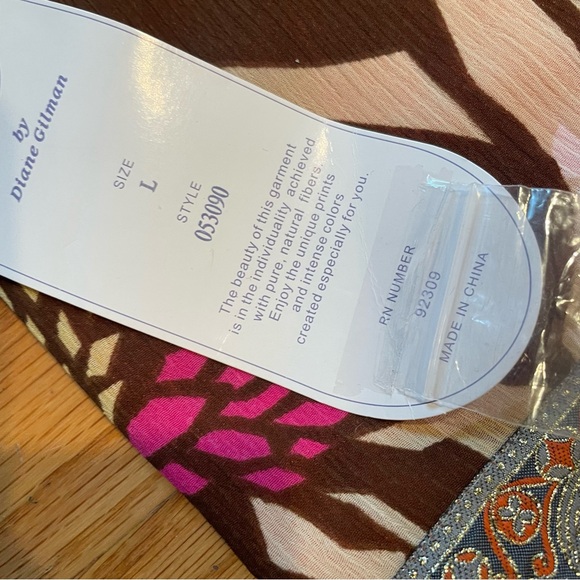 by
Diane Gilman
SIZE
L
STYLE
053090
The beauty of this garment
is in the individuality achieved
with pure, natural fibers.
Enjoy the unique prints
and intense colors
created especially for you.
RN NUMBER
92309
MADE IN CHINA